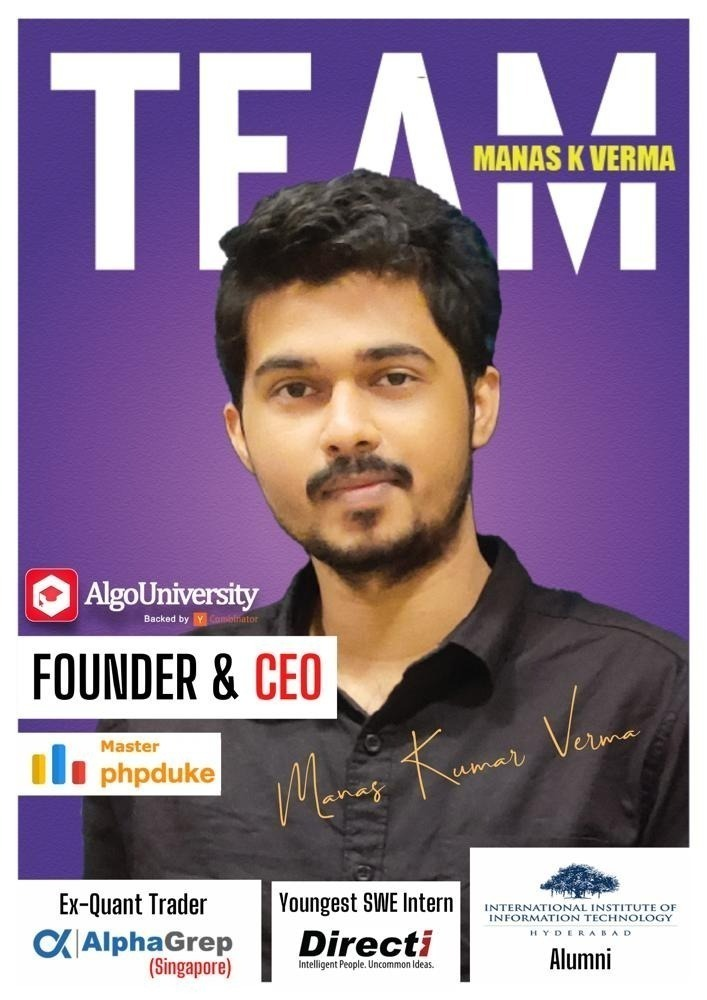 TEAM
MANAS K VERMA
AlgoUniversity
Backed by Y Combinator
FOUNDER & CEO
Master
phpduke
Manas Kumar Verma
Ex-Quant Trader
AlphaGrep
(Singapore)
Youngest SWE Intern
Directi
Intelligent People. Uncommon Ideas.
INTERNATIONAL INSTITUTE OF
INFORMATION TECHNOLOGY
HYDERABAD
Alumni